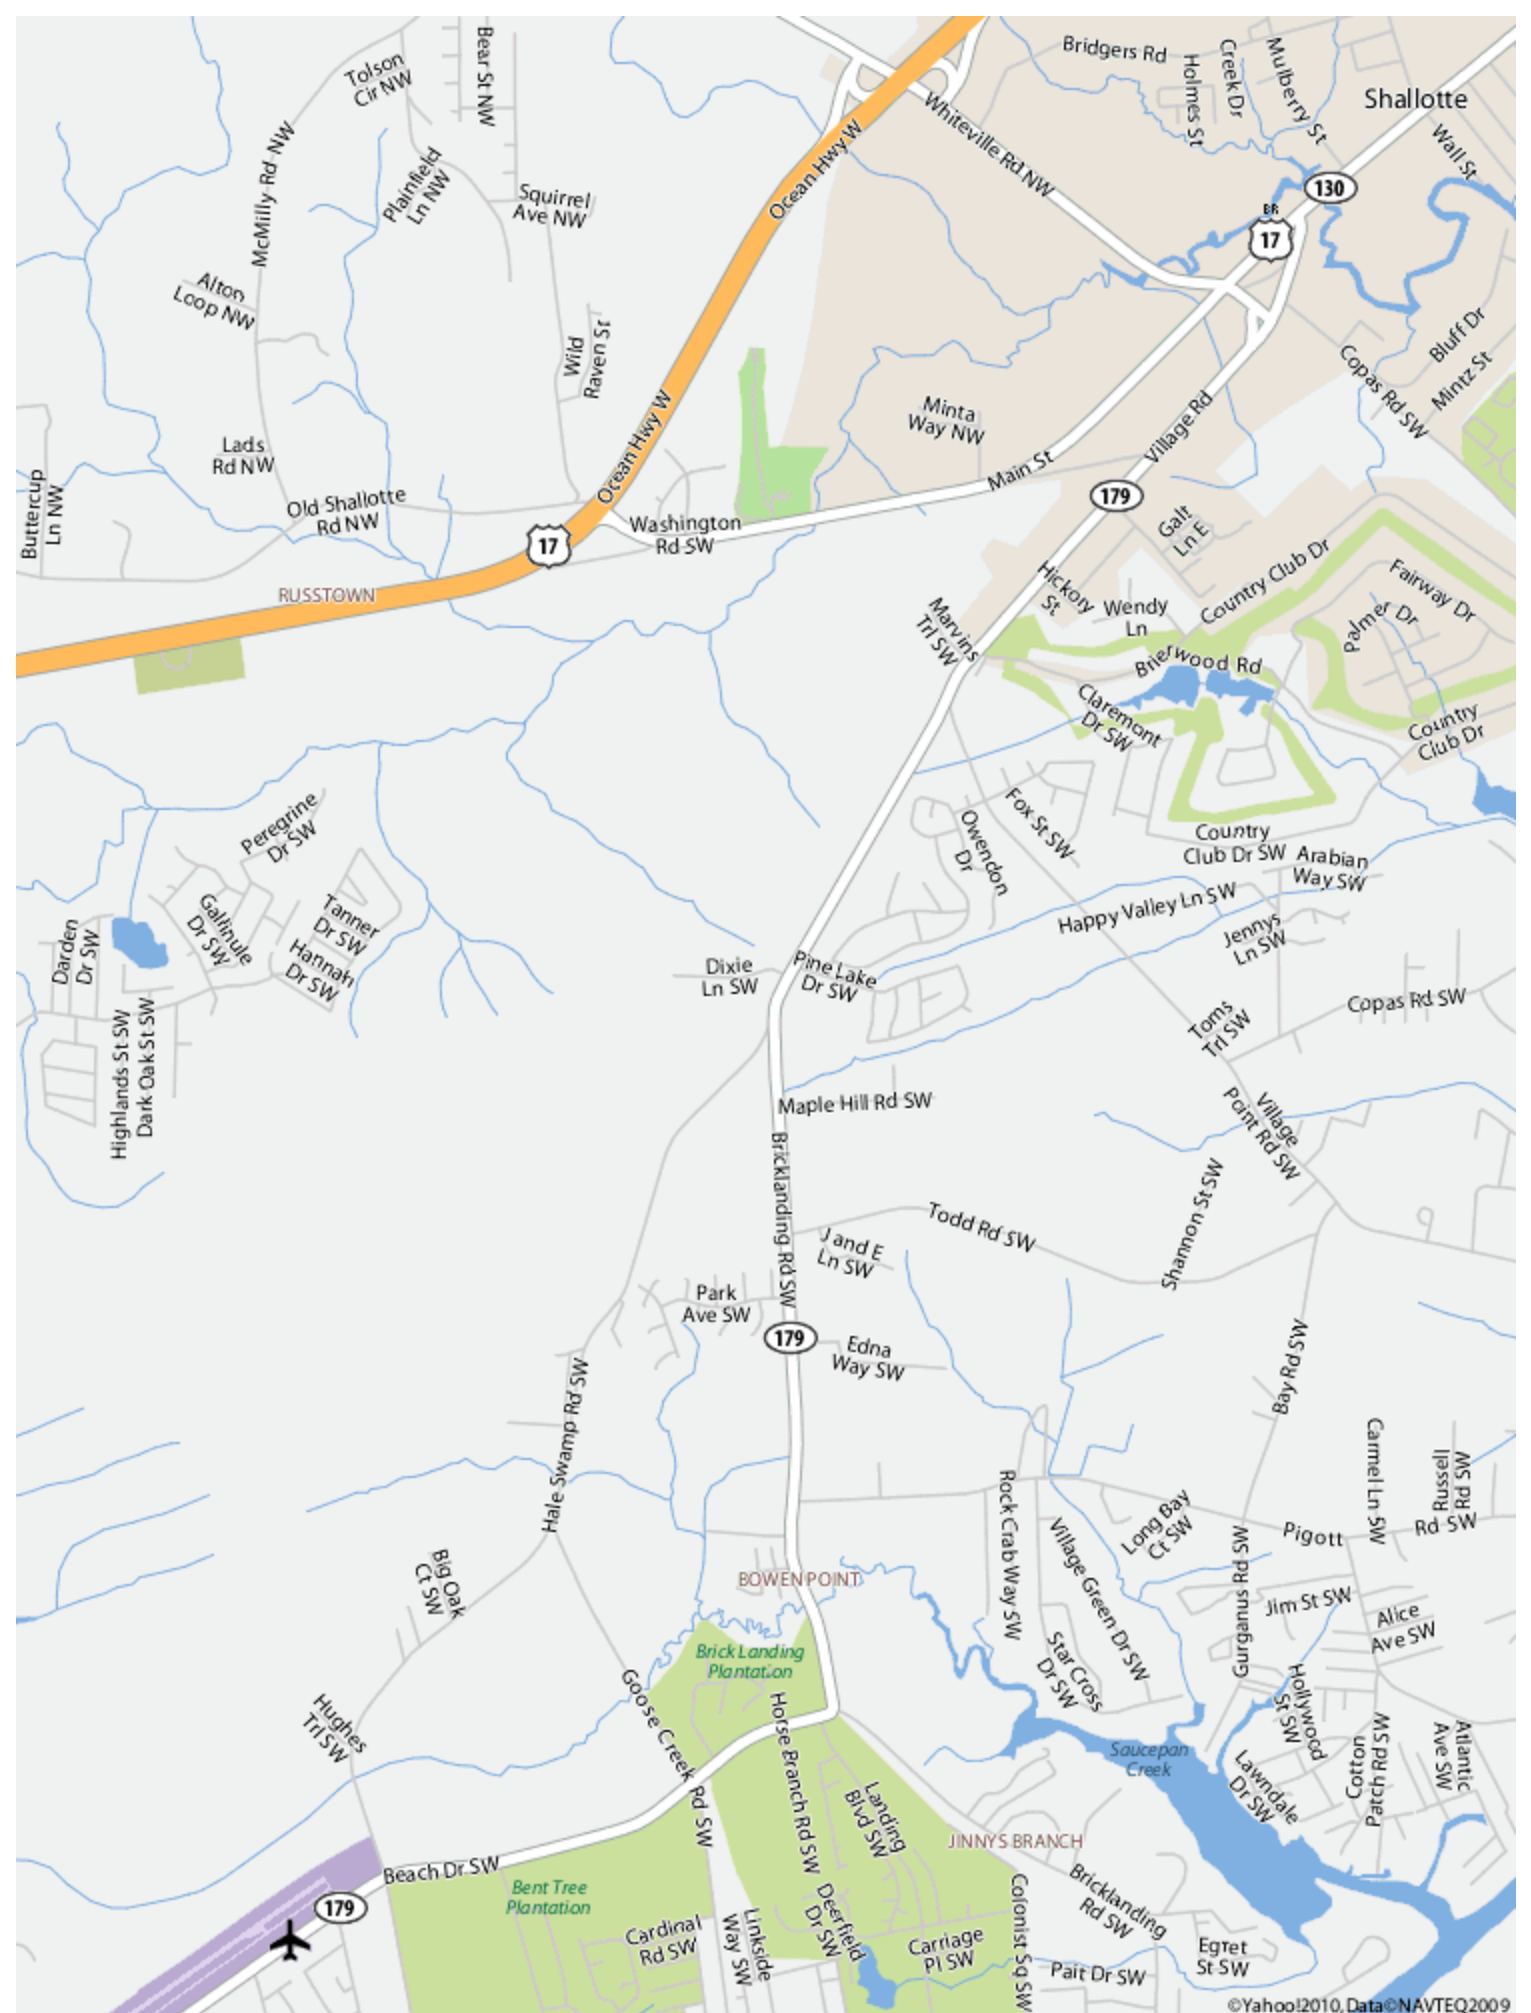 Bridgers Rd
Holmes St
Creek Dr
Mulberry St
Shallotte
Wall St
Tolson
Cir NW
Bear St NW
Whiteville Rd NW
Ocean Hwy W
McMilly Rd NW
Plainfield
Ln NW
Squirrel
Ave NW
130
BR
17
Alton
Loop NW
Wild
Raven St
Bluff Dr
Mintz St
Copas Rd SW
Minta
Way NW
Village Rd
Ocean Hwy W
Lads
Rd NW
Main St
179
Buttercup
Ln NW
Old Shallotte
Rd NW
17
Washington
Rd SW
Galt
Ln E
RUSSTOWN
Hickory
St
Wendy
Ln
Country Club Dr
Fairway Dr
Palmer Dr
Marvins
Trl SW
Brierwood Rd
Claremont
Dr SW
Country
Club Dr
Peregrine
Dr SW
Fox St SW
Owendon
Dr
Country
Club Dr SW
Arabian
Way SW
Happy Valley Ln SW
Jennys
Ln SW
Darden
Dr SW
Gallinule
Dr SW
Tanner
Dr SW
Hannah
Dr SW
Dixie
Ln SW
Pine Lake
Dr SW
Copas Rd SW
Toms
Trl SW
Highlands St SW
Dark Oak St SW
Maple Hill Rd SW
Village
Point Rd SW
Bricklanding Rd SW
Todd Rd SW
Shannon St SW
J and E
Ln SW
Park
Ave SW
179
Edna
Way SW
Bay Rd SW
Hale Swamp Rd SW
Carmel Ln SW
Russell
Rd SW
Rock Crab Way SW
Village Green Dr SW
Long Bay
Ct SW
Pigott
Rd SW
Gurganus Rd SW
Big Oak
Ct SW
BOWEN POINT
Jim St SW
Alice
Ave SW
Brick Landing
Plantation
Star Cross
Dr SW
Hollywood
St SW
Goose Creek Rd SW
Horse Branch Rd SW
Hughes
Trl SW
Saucepan
Creek
Lawndale
Dr SW
Cotton
Patch Rd SW
Atlantic
Ave SW
Landing
Blvd SW
JINNYS BRANCH
Beach Dr SW
Bent Tree
Plantation
179
Deerfield
Dr SW
Bricklanding
Rd SW
Colonist Sq SW
Cardinal
Rd SW
Linkside
Way SW
Carriage
Pl SW
Egret
St SW
Pait Dr SW
©Yahoo!2010, Data©NAVTEQ2009